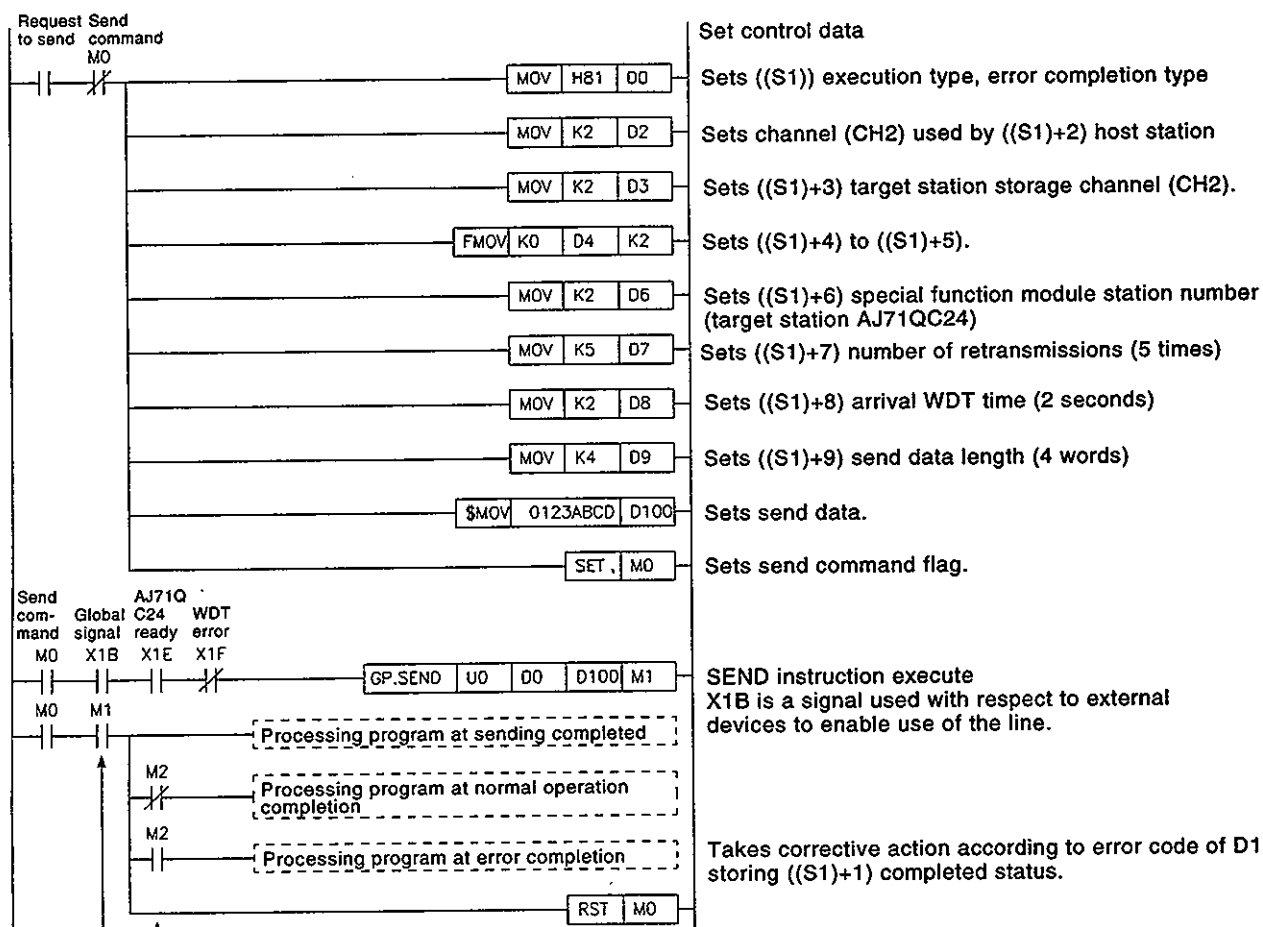 Request Send
to send command
M0
Set control data
MOV H81 D0
Sets ((S1)) execution type, error completion type
MOV K2 D2
Sets channel (CH2) used by ((S1)+2) host station
MOV K2 D3
Sets ((S1)+3) target station storage channel (CH2).
FMOV K0 D4 K2
Sets ((S1)+4) to ((S1)+5).
MOV K2 D6
Sets ((S1)+6) special function module station number
(target station AJ71QC24)
MOV K5 D7
Sets ((S1)+7) number of retransmissions (5 times)
MOV K2 D8
Sets ((S1)+8) arrival WDT time (2 seconds)
MOV K4 D9
Sets ((S1)+9) send data length (4 words)
$MOV 0123ABCD D100
Sets send data.
SET M0
Sets send command flag.
Send AJ71Q
com- Global C24 WDT
mand signal ready error
M0 X1B X1E X1F
GP.SEND U0 D0 D100 M1
SEND instruction execute
X1B is a signal used with respect to external
devices to enable use of the line.
M0 M1
Processing program at sending completed
M2
Processing program at normal operation
completion
M2
Processing program at error completion
Takes corrective action according to error code of D1
storing ((S1)+1) completed status.
RST M0